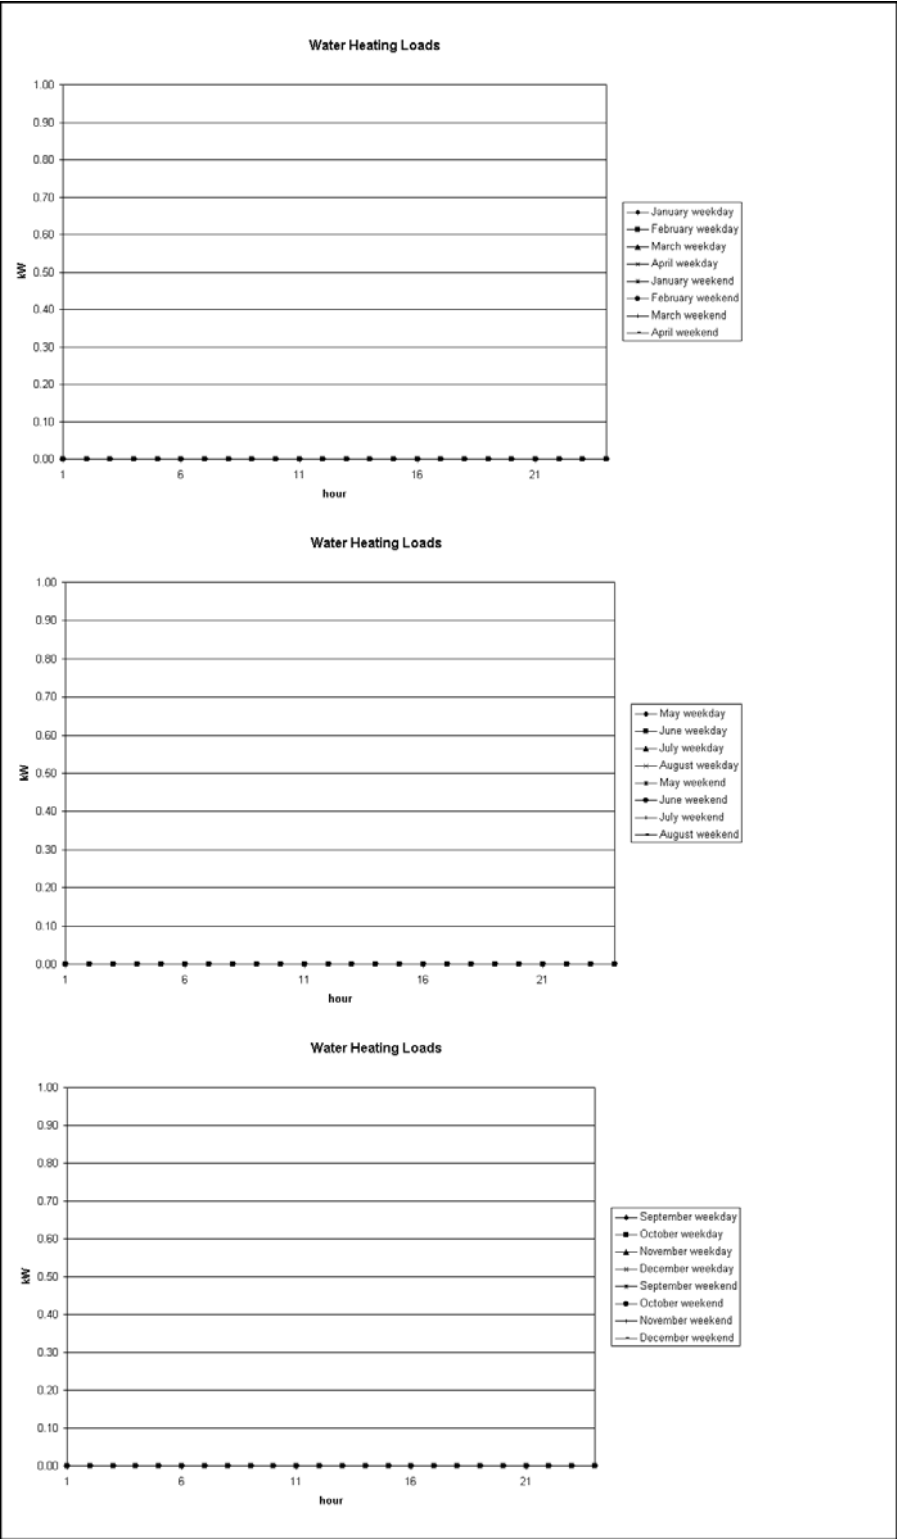 Water Heating Loads
1.00
0.90
0.80
0.70
0.60
0.50
0.40
0.30
0.20
0.10
0.00
kW
1 6 11 16 21
hour
January weekday
February weekday
March weekday
April weekday
January weekend
February weekend
March weekend
April weekend
Water Heating Loads
1.00
0.90
0.80
0.70
0.60
0.50
0.40
0.30
0.20
0.10
0.00
kW
1 6 11 16 21
hour
May weekday
June weekday
July weekday
August weekday
May weekend
June weekend
July weekend
August weekend
Water Heating Loads
1.00
0.90
0.80
0.70
0.60
0.50
0.40
0.30
0.20
0.10
0.00
kW
1 6 11 16 21
hour
September weekday
October weekday
November weekday
December weekday
September weekend
October weekend
November weekend
December weekend